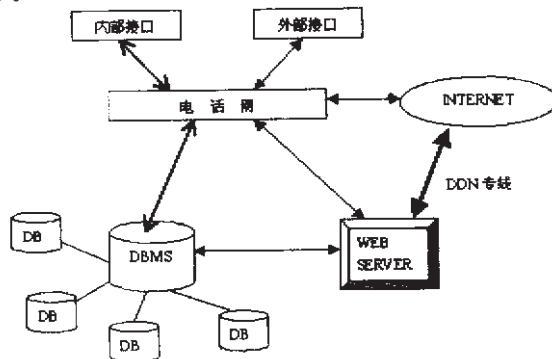 内部接口
外部接口
电 话 网
INTERNET
DDN 专线
DB
DBMS
WEB
SERVER
DB
DB
DB